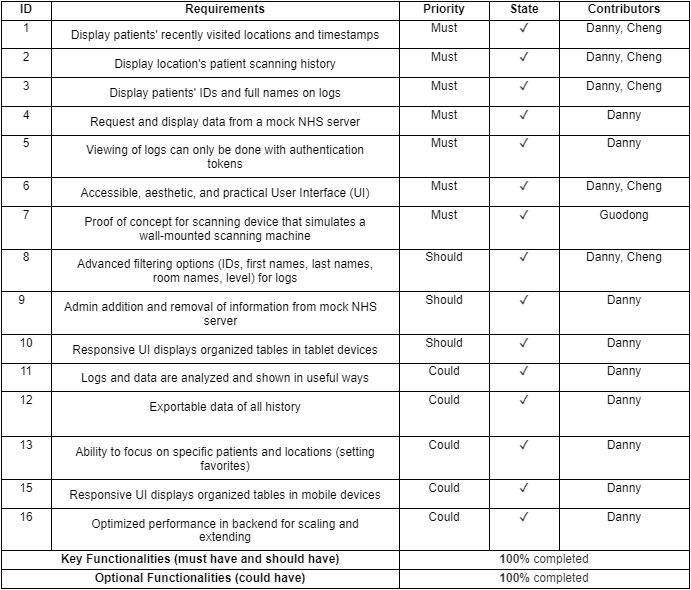 ID Requirements Priority State Contributors
1 Display patients' recently visited locations and timestamps Must ✓ Danny, Cheng
2 Display location's patient scanning history Must ✓ Danny, Cheng
3 Display patients' IDs and full names on logs Must ✓ Danny, Cheng
4 Request and display data from a mock NHS server Must ✓ Danny
5 Viewing of logs can only be done with authentication Must ✓ Danny
tokens
6 Accessible, aesthetic, and practical User Interface (UI) Must ✓ Danny, Cheng
7 Proof of concept for scanning device that simulates a Must ✓ Guodong
wall-mounted scanning machine
8 Advanced filtering options (IDs, first names, last names, Should ✓ Danny, Cheng
room names, level) for logs
9 Admin addition and removal of information from mock NHS Should ✓ Danny
server
10 Responsive UI displays organized tables in tablet devices Should ✓ Danny
11 Logs and data are analyzed and shown in useful ways Could ✓ Danny
12 Exportable data of all history Could ✓ Danny
13 Ability to focus on specific patients and locations (setting Could ✓ Danny
favorites)
15 Responsive UI displays organized tables in mobile devices Could ✓ Danny
16 Optimized performance in backend for scaling and Could ✓ Danny
extending
Key Functionalities (must have and should have) 100% completed
Optional Functionalities (could have) 100% completed